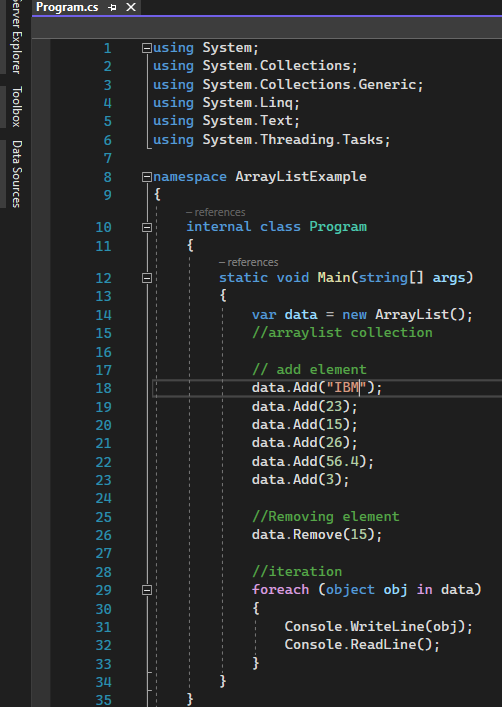 Program.cs
Server Explorer
Toolbox
Data Sources
1 using System;
2 using System.Collections;
3 using System.Collections.Generic;
4 using System.Linq;
5 using System.Text;
6 using System.Threading.Tasks;
7
8 namespace ArrayListExample
9 {
– references
10 internal class Program
11 {
– references
12 static void Main(string[] args)
13 {
14 var data = new ArrayList();
15 //arraylist collection
16
17 // add element
18 data.Add("IBM");
19 data.Add(23);
20 data.Add(15);
21 data.Add(26);
22 data.Add(56.4);
23 data.Add(3);
24
25 //Removing element
26 data.Remove(15);
27
28 //iteration
29 foreach (object obj in data)
30 {
31 Console.WriteLine(obj);
32 Console.ReadLine();
33 }
34 }
35 }